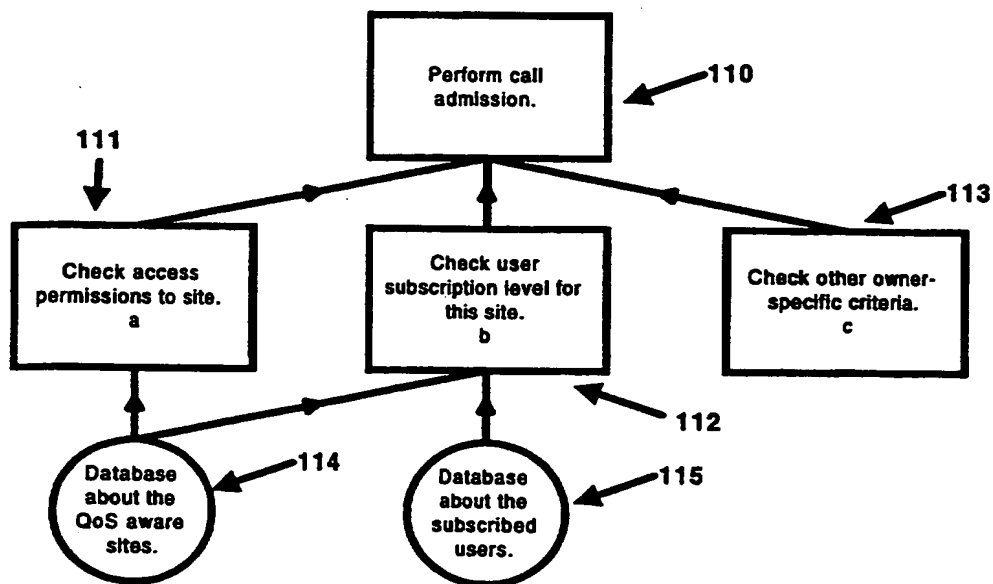 Perform call
admission.
110
111
113
Check access
permissions to site.
a
Check user
subscription level for
this site.
b
Check other owner-
specific criteria.
c
112
114
115
Database
about the
QoS aware
sites.
Database
about the
subscribed
users.